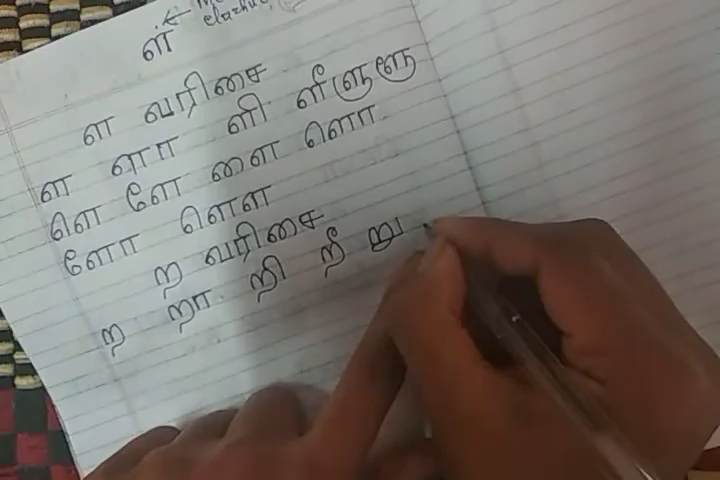 ள்
ள வரிசை
ள ளா ளி ளீ ளு ளூ
ளெ ளே ளை ளொ
ளோ ளௌ
ற வரிசை
ற றா றி றீ று